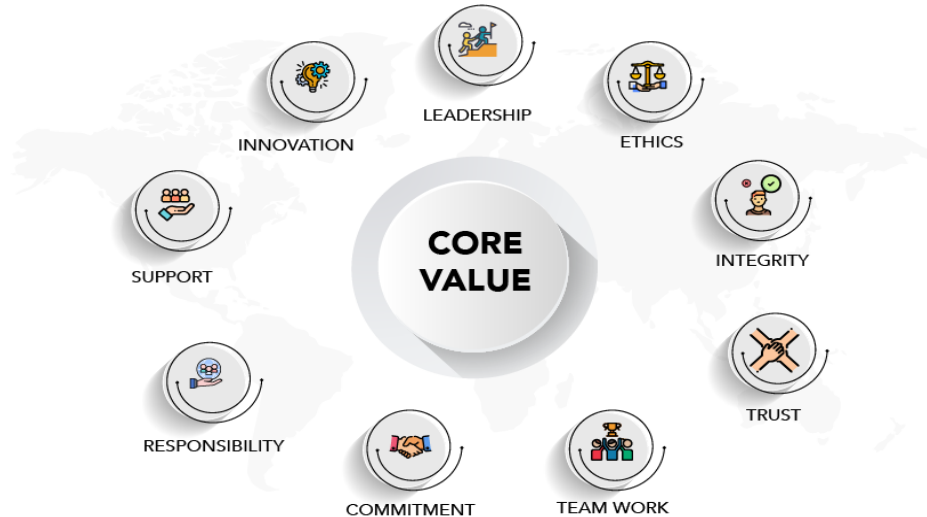 LEADERSHIP
INNOVATION
ETHICS
CORE
VALUE
SUPPORT
INTEGRITY
RESPONSIBILITY
TRUST
COMMITMENT
TEAM WORK